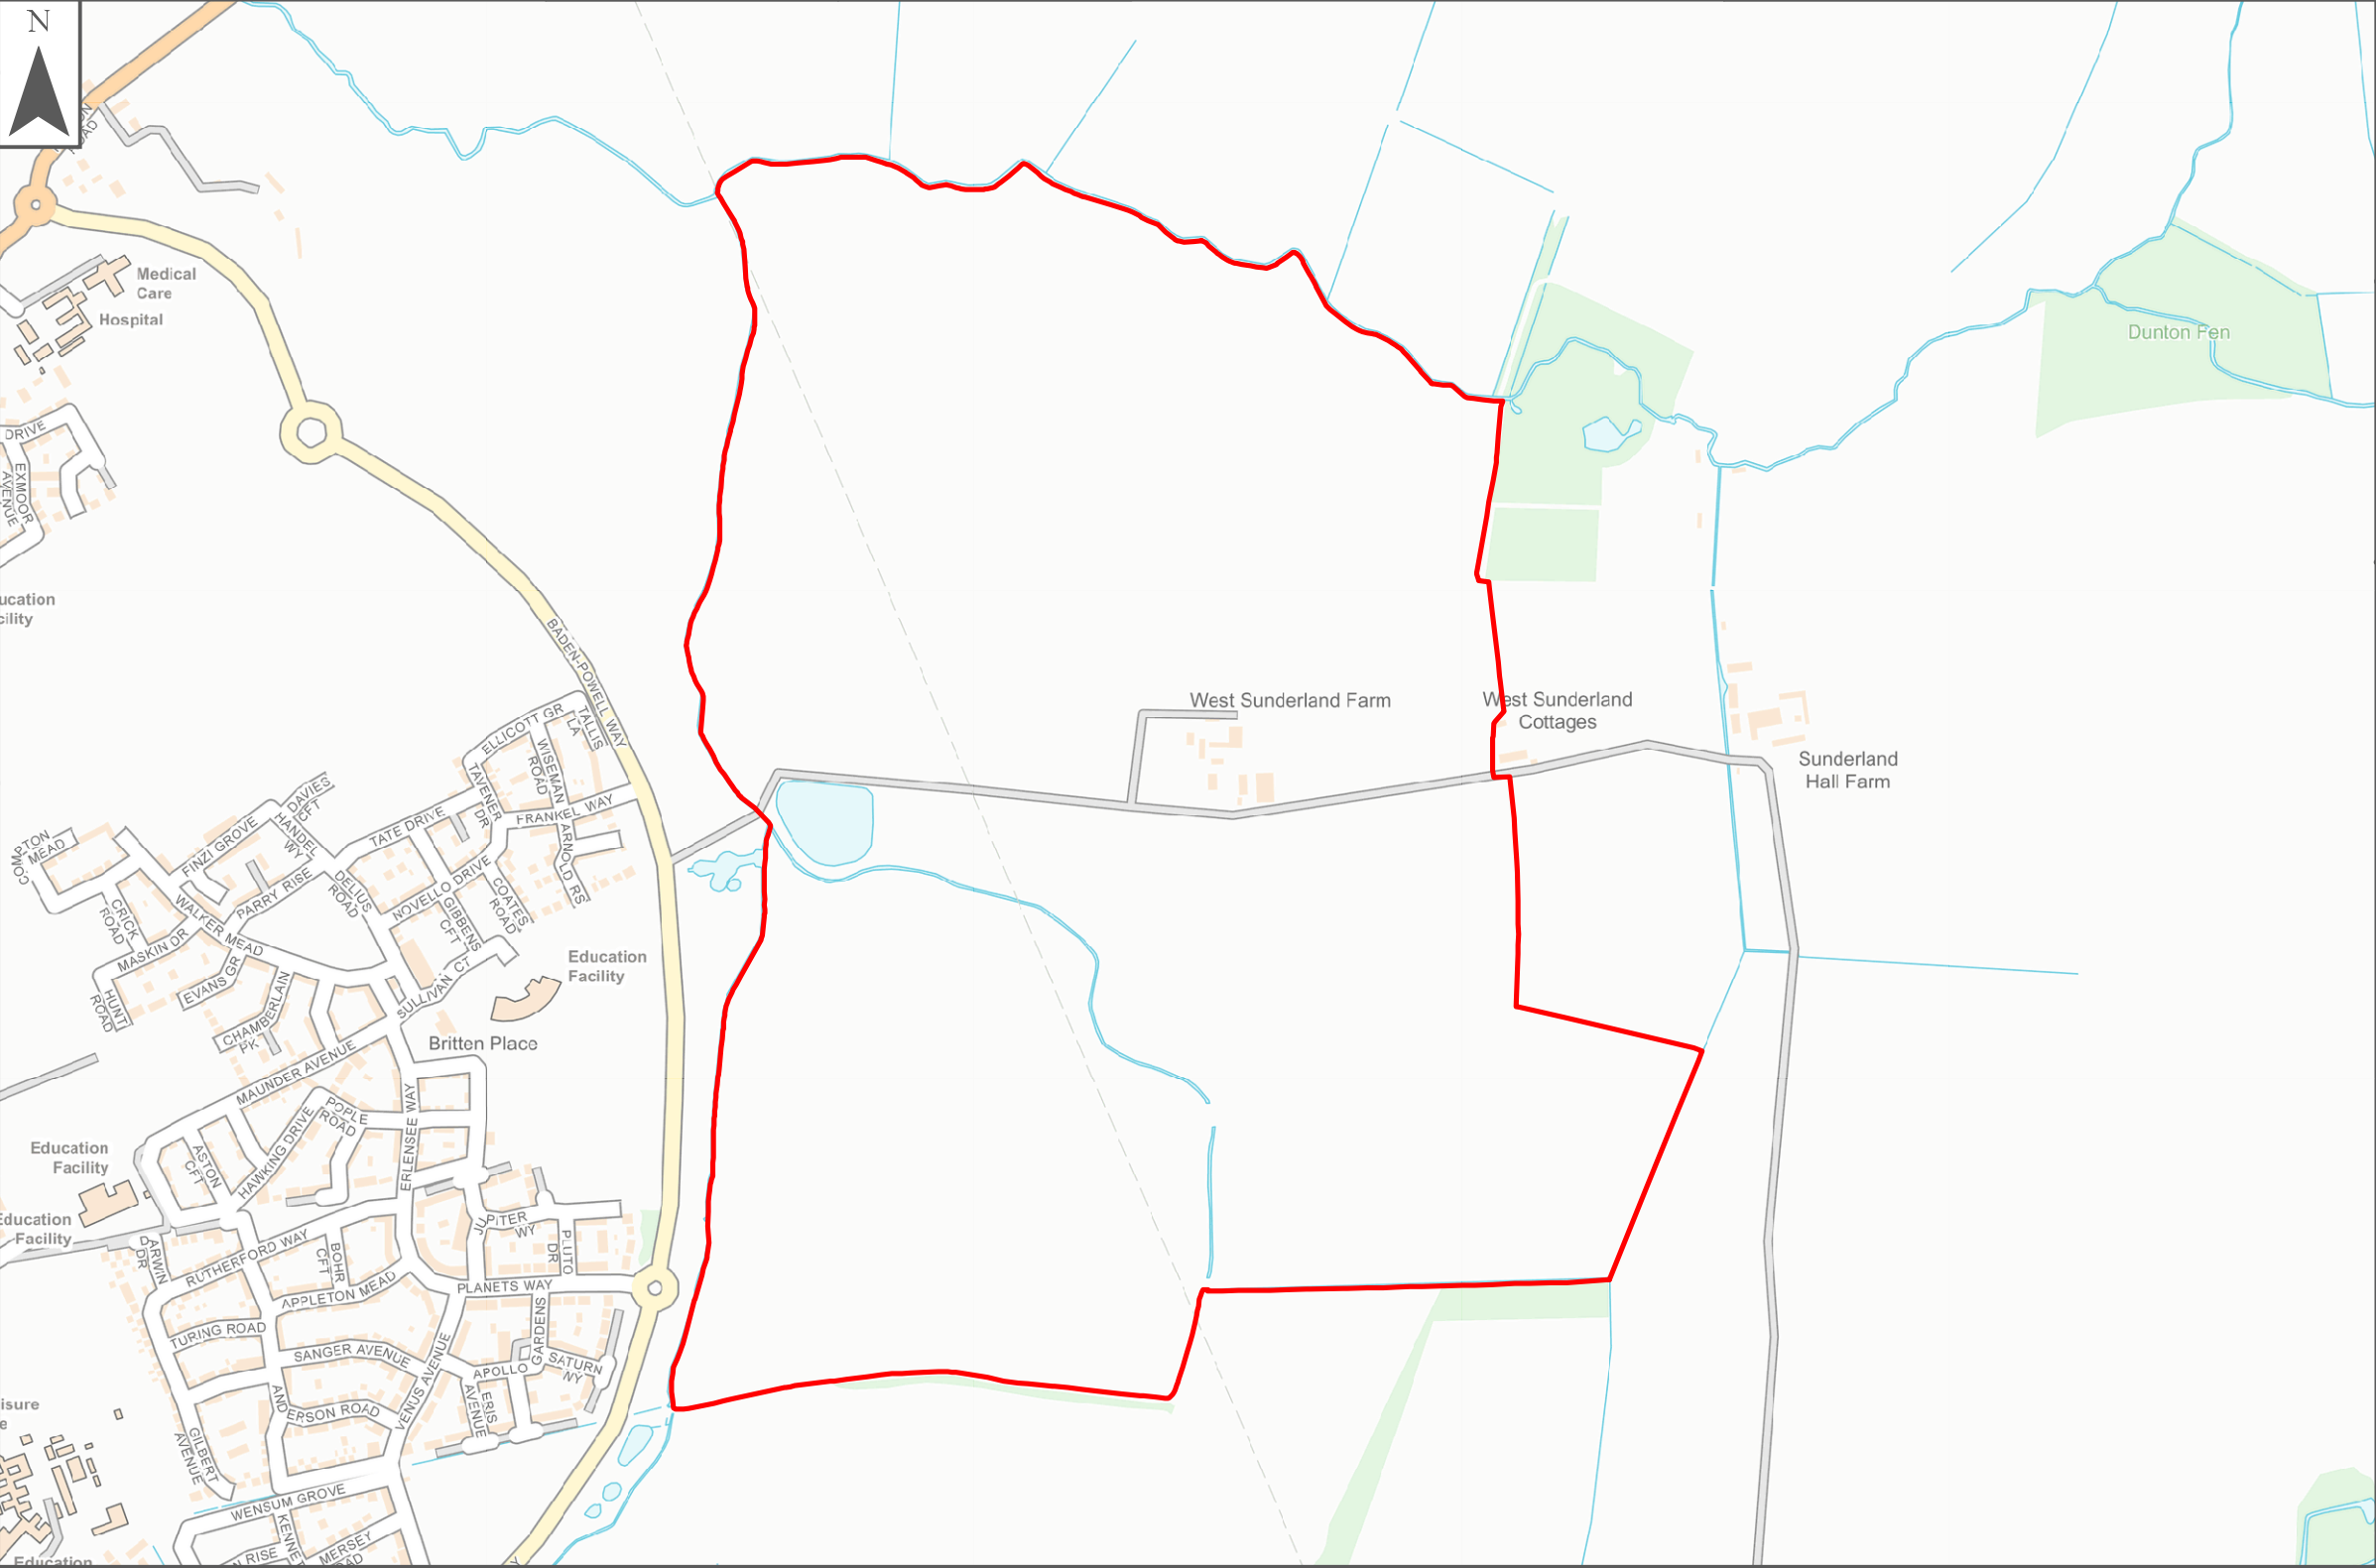 N
ROAD
Medical
Care
Hospital
Dunton Fen
DRIVE
EXMOOR
AVENUE
ucation
cility
BADEN-POWELL WAY
West Sunderland Farm
West Sunderland
Cottages
Sunderland
Hall Farm
ELLICOTT GR
TALLIS
LA
WISEMAN
ROAD
TAVENER
DR
FRANKEL WAY
ARNOLD RS
TATE DRIVE
DAVIES
CFT
HANDEL
WY
FINZI GROVE
COMPTON
MEAD
PARRY RISE
DELIUS
ROAD
NOVELLO DRIVE
COATES
ROAD
GIBBENS
CFT
WALKER MEAD
CRICK
ROAD
MASKIN DR
EVANS GR
SULLIVAN CT
Education
Facility
HUNT
ROAD
CHAMBERLAIN
PK
Britten Place
MAUNDER AVENUE
ERLENSEE WAY
POPLE
ROAD
HAWKING DRIVE
Education
Facility
ASTON
CFT
Education
Facility
JUPITER
WY
PLUTO
DR
DARWIN
DR
RUTHERFORD WAY
BOHR
CFT
APPLETON MEAD
PLANETS WAY
TURING ROAD
SANGER AVENUE
VENUS AVENUE
APOLLO
GARDENS
SATURN
NY
ERIS
AVENUE
ANDERSON ROAD
GILBERT
AVENUE
isure
e
WENSUM GROVE
KENNET
MERSEY
ROAD
N RISE
Education
Y